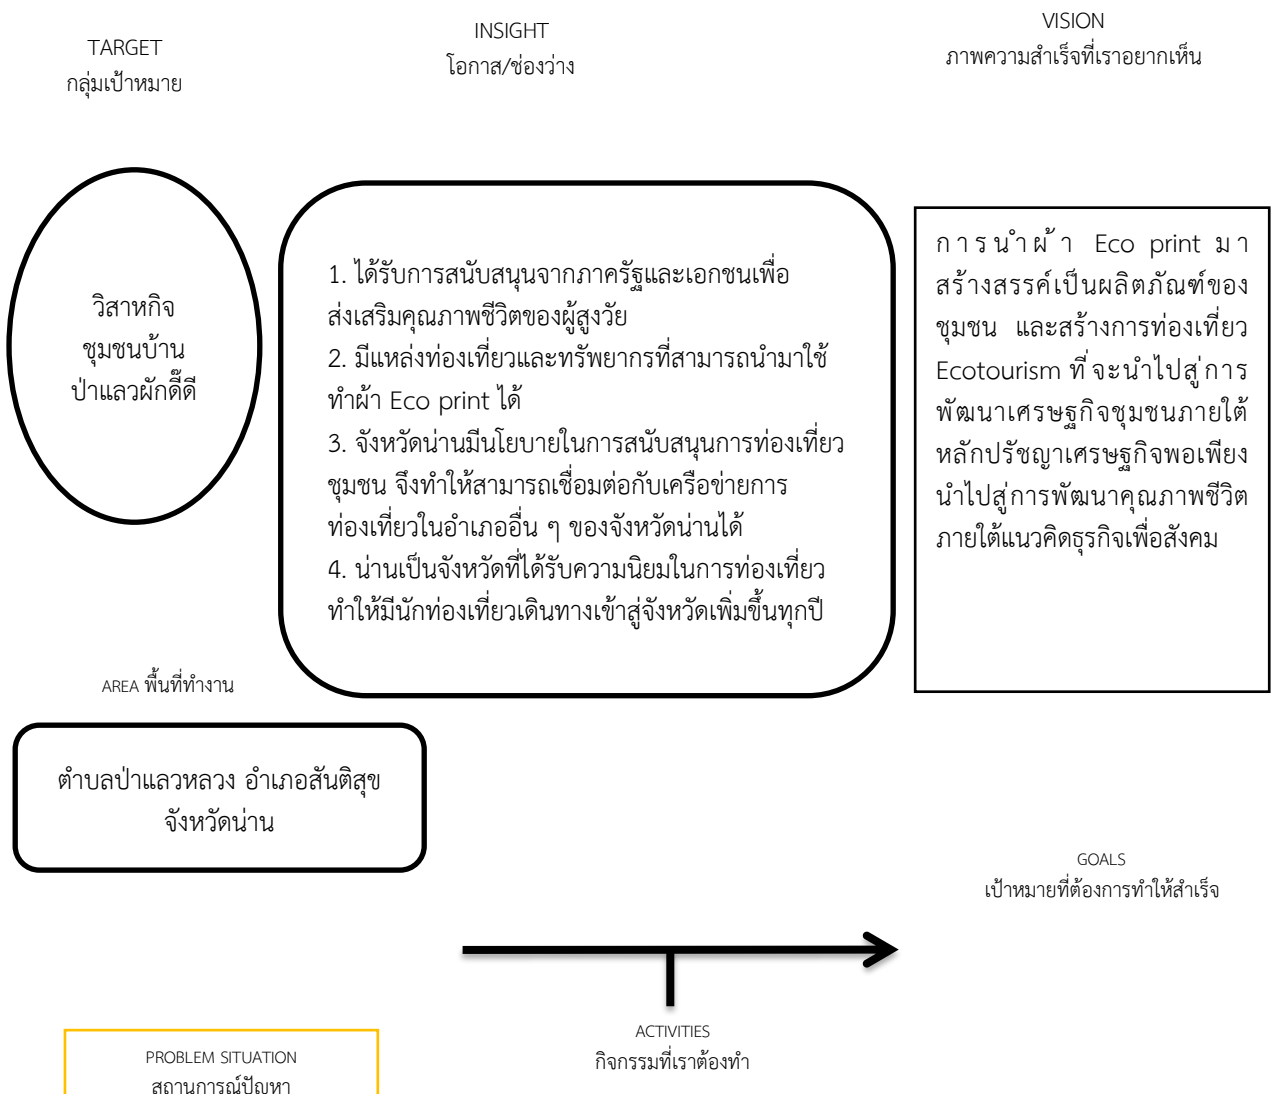 TARGET
กลุ่มเป้าหมาย
INSIGHT
โอกาส/ช่องว่าง
VISION
ภาพความสำเร็จที่เราอยากเห็น
วิสาหกิจ
ชุมชนบ้าน
ป่าแลวผักดี๊ดี
1. ได้รับการสนับสนุนจากภาครัฐและเอกชนเพื่อ
ส่งเสริมคุณภาพชีวิตของผู้สูงวัย
2. มีแหล่งท่องเที่ยวและทรัพยากรที่สามารถนำมาใช้
ทำผ้า Eco print ได้
3. จังหวัดน่านมีนโยบายในการสนับสนุนการท่องเที่ยว
ชุมชน จึงทำให้สามารถเชื่อมต่อกับเครือข่ายการ
ท่องเที่ยวในอำเภออื่น ๆ ของจังหวัดน่านได้
4. น่านเป็นจังหวัดที่ได้รับความนิยมในการท่องเที่ยว
ทำให้มีนักท่องเที่ยวเดินทางเข้าสู่จังหวัดเพิ่มขึ้นทุกปี
การนำผ้า Eco print มา
สร้างสรรค์เป็นผลิตภัณฑ์ของ
ชุมชน และสร้างการท่องเที่ยว
Ecotourism ที่จะนำไปสู่การ
พัฒนาเศรษฐกิจชุมชนภายใต้
หลักปรัชญาเศรษฐกิจพอเพียง
นำไปสู่การพัฒนาคุณภาพชีวิต
ภายใต้แนวคิดธุรกิจเพื่อสังคม
AREA พื้นที่ทำงาน
ตำบลป่าแลวหลวง อำเภอสันติสุข
จังหวัดน่าน
GOALS
เป้าหมายที่ต้องการทำให้สำเร็จ
ACTIVITIES
กิจกรรมที่เราต้องทำ
PROBLEM SITUATION
สถานการณ์ปัญหา